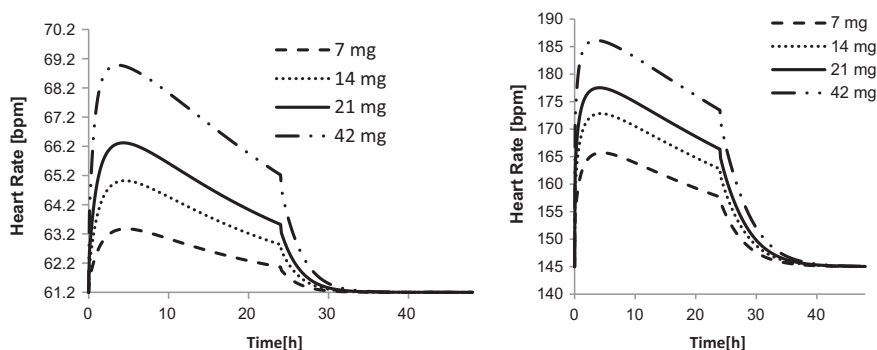 70.2
69.2
68.2
67.2
66.2
65.2
64.2
63.2
62.2
61.2
Heart Rate [bpm]
0
10
20
30
40
Time[h]
7 mg
14 mg
21 mg
42 mg
190
185
180
175
170
165
160
155
150
145
140
Heart Rate [bpm]
0
10
20
30
40
Time[h]
7 mg
14 mg
21 mg
42 mg